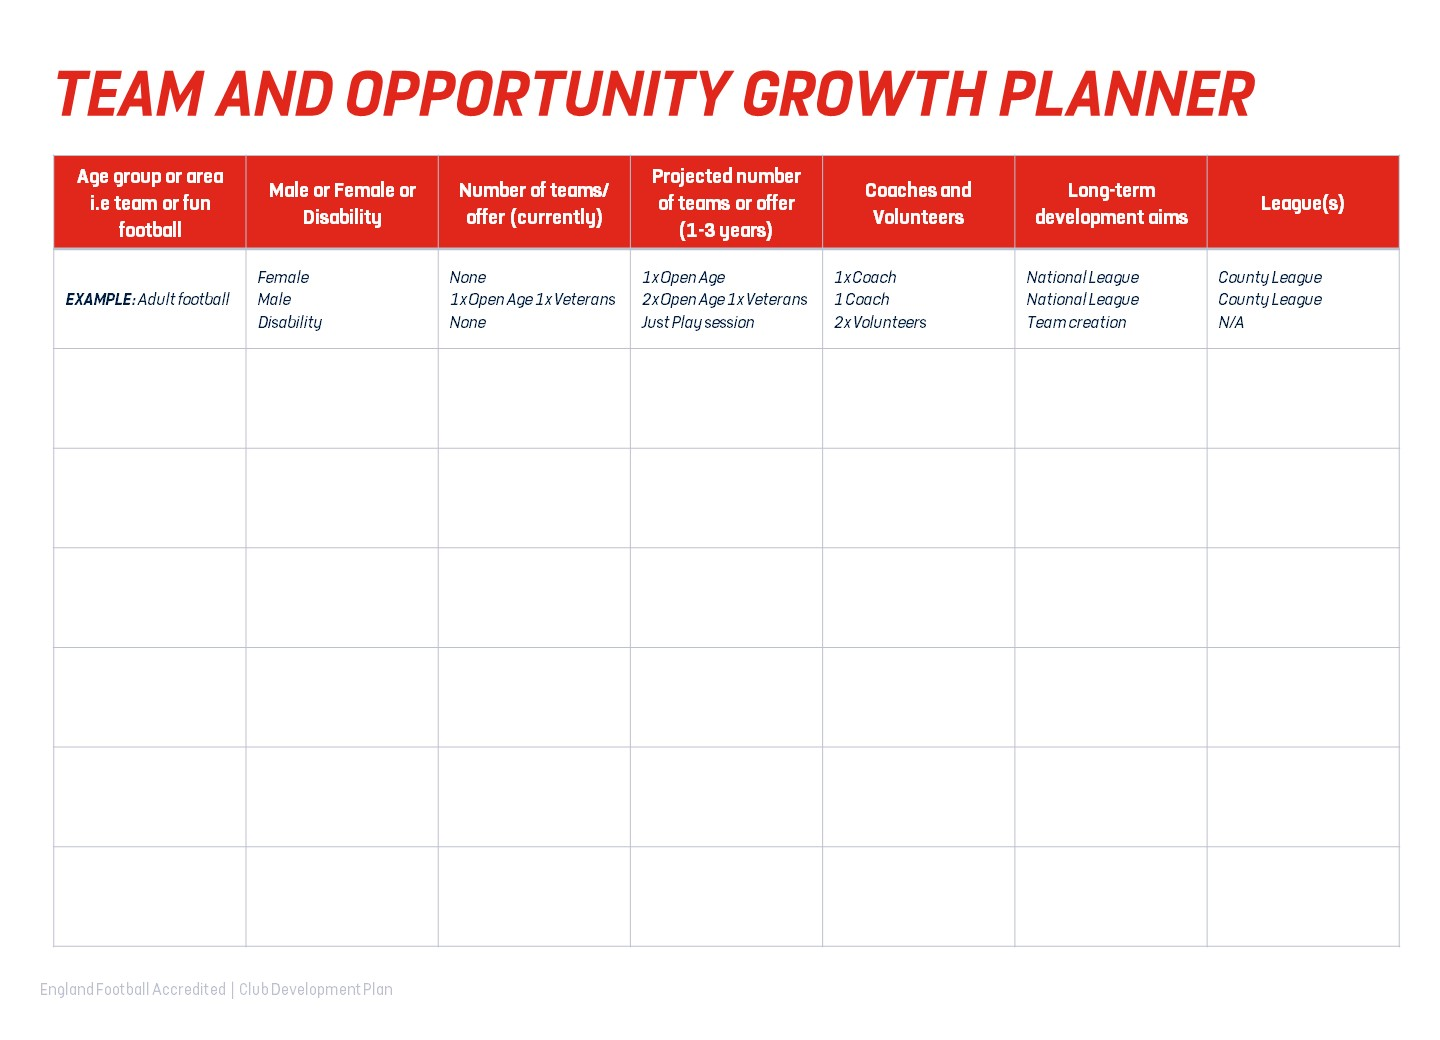 TEAM AND OPPORTUNITY GROWTH PLANNER
Age group or area
i.e team or fun
football
Male or Female or
Disability
Number of teams/
offer (currently)
Projected number
of teams or offer
(1-3 years)
Coaches and
Volunteers
Long-term
development aims
League(s)
EXAMPLE: Adult football
Female
Male
Disability
None
1x Open Age 1x Veterans
None
1x Open Age
2x Open Age 1x Veterans
Just Play session
1x Coach
1 Coach
2x Volunteers
National League
National League
Team creation
County League
County League
N/A
England Football Accredited | Club Development Plan